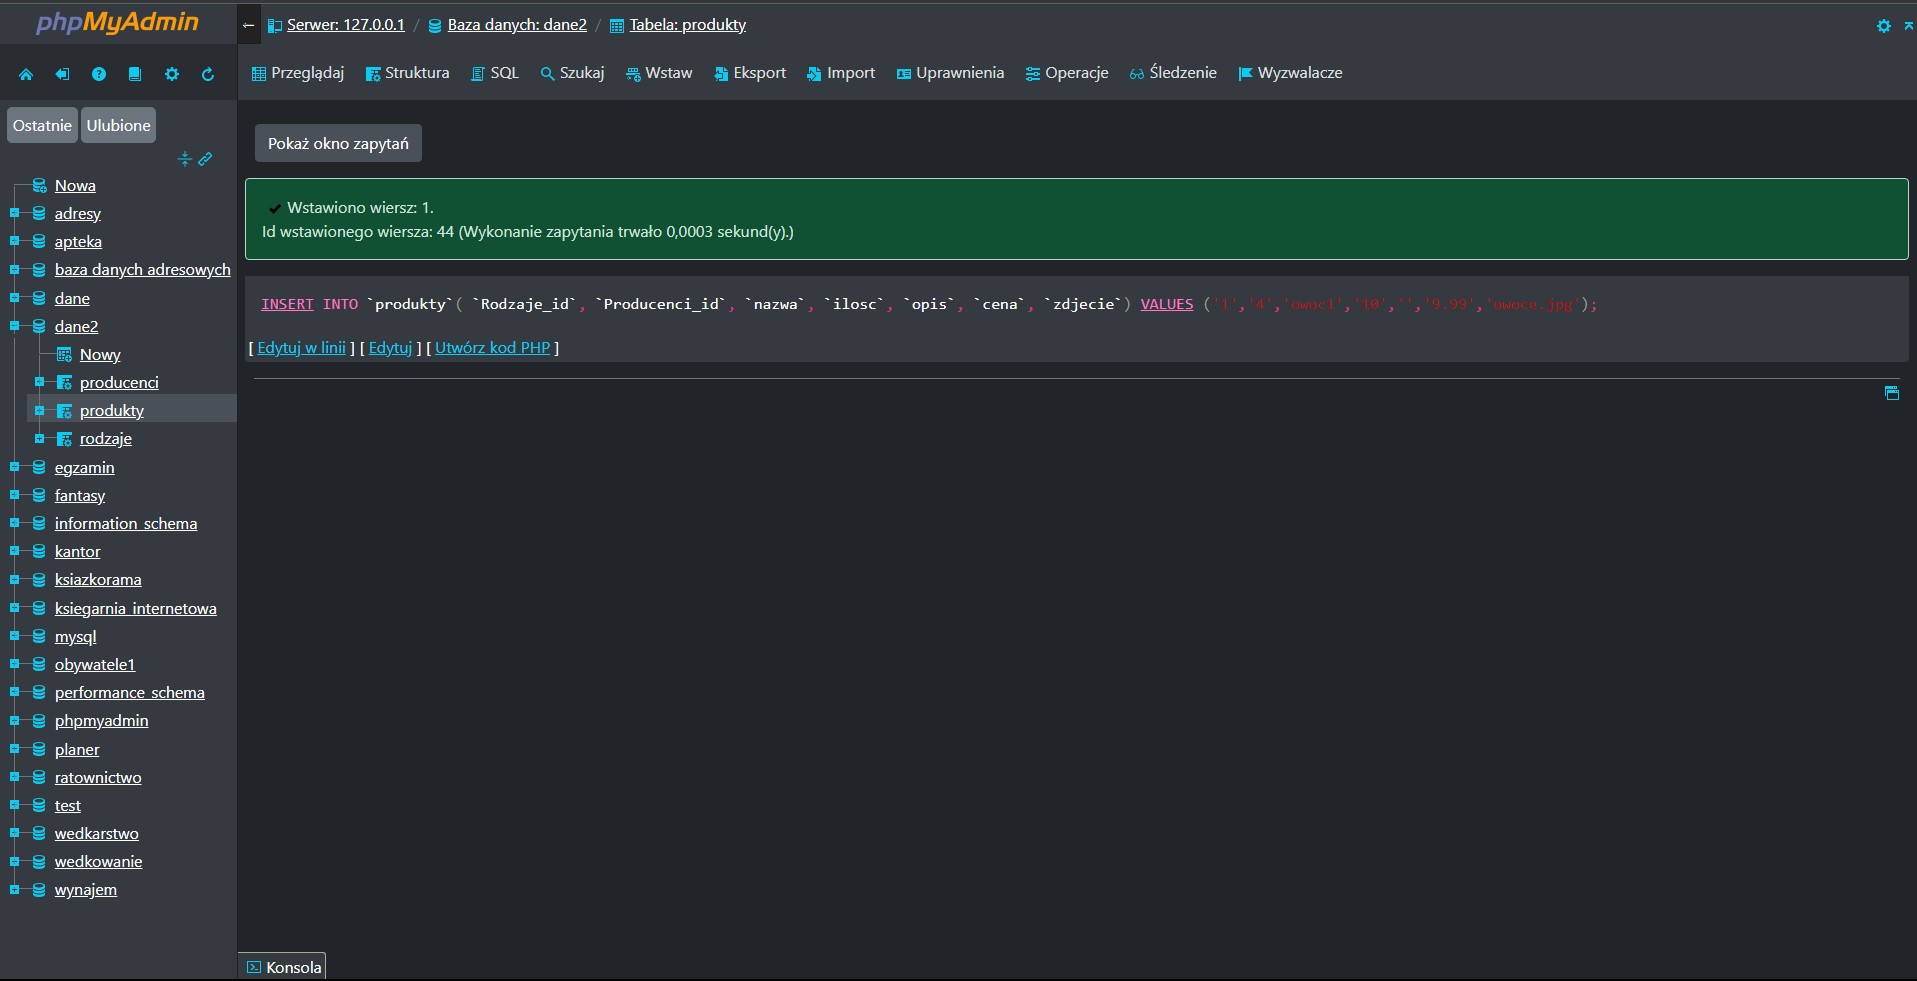 phpMyAdmin
Ostatnie Ulubione
Nowa
adresy
apteka
baza danych adresowych
dane
dane2
Nowy
producenci
produkty
rodzaje
egzamin
fantasy
information_schema
kantor
ksiazkorama
ksiegarnia_internetowa
mysql
obywatele1
performance_schema
phpmyadmin
planer
ratownictwo
test
wedkarstwo
wedkowanie
wynajem
Serwer: 127.0.0.1 / Baza danych: dane2 / Tabela: produkty
Przeglądaj Struktura SQL Szukaj Wstaw Eksport Import Uprawnienia Operacje Śledzenie Wyzwalacze
Pokaż okno zapytań
Wstawiono wiersz: 1.
Id wstawionego wiersza: 44 (Wykonanie zapytania trwało 0,0003 sekund(y).)
INSERT INTO `produkty`( `Rodzaje_id`, `Producenci_id`, `nazwa`, `ilosc`, `opis`, `cena`, `zdjecie`) VALUES ('1','4','owoc1','10','','9.99','owoce.jpg');
[ Edytuj w linii ] [ Edytuj ] [ Utwórz kod PHP ]
Konsola